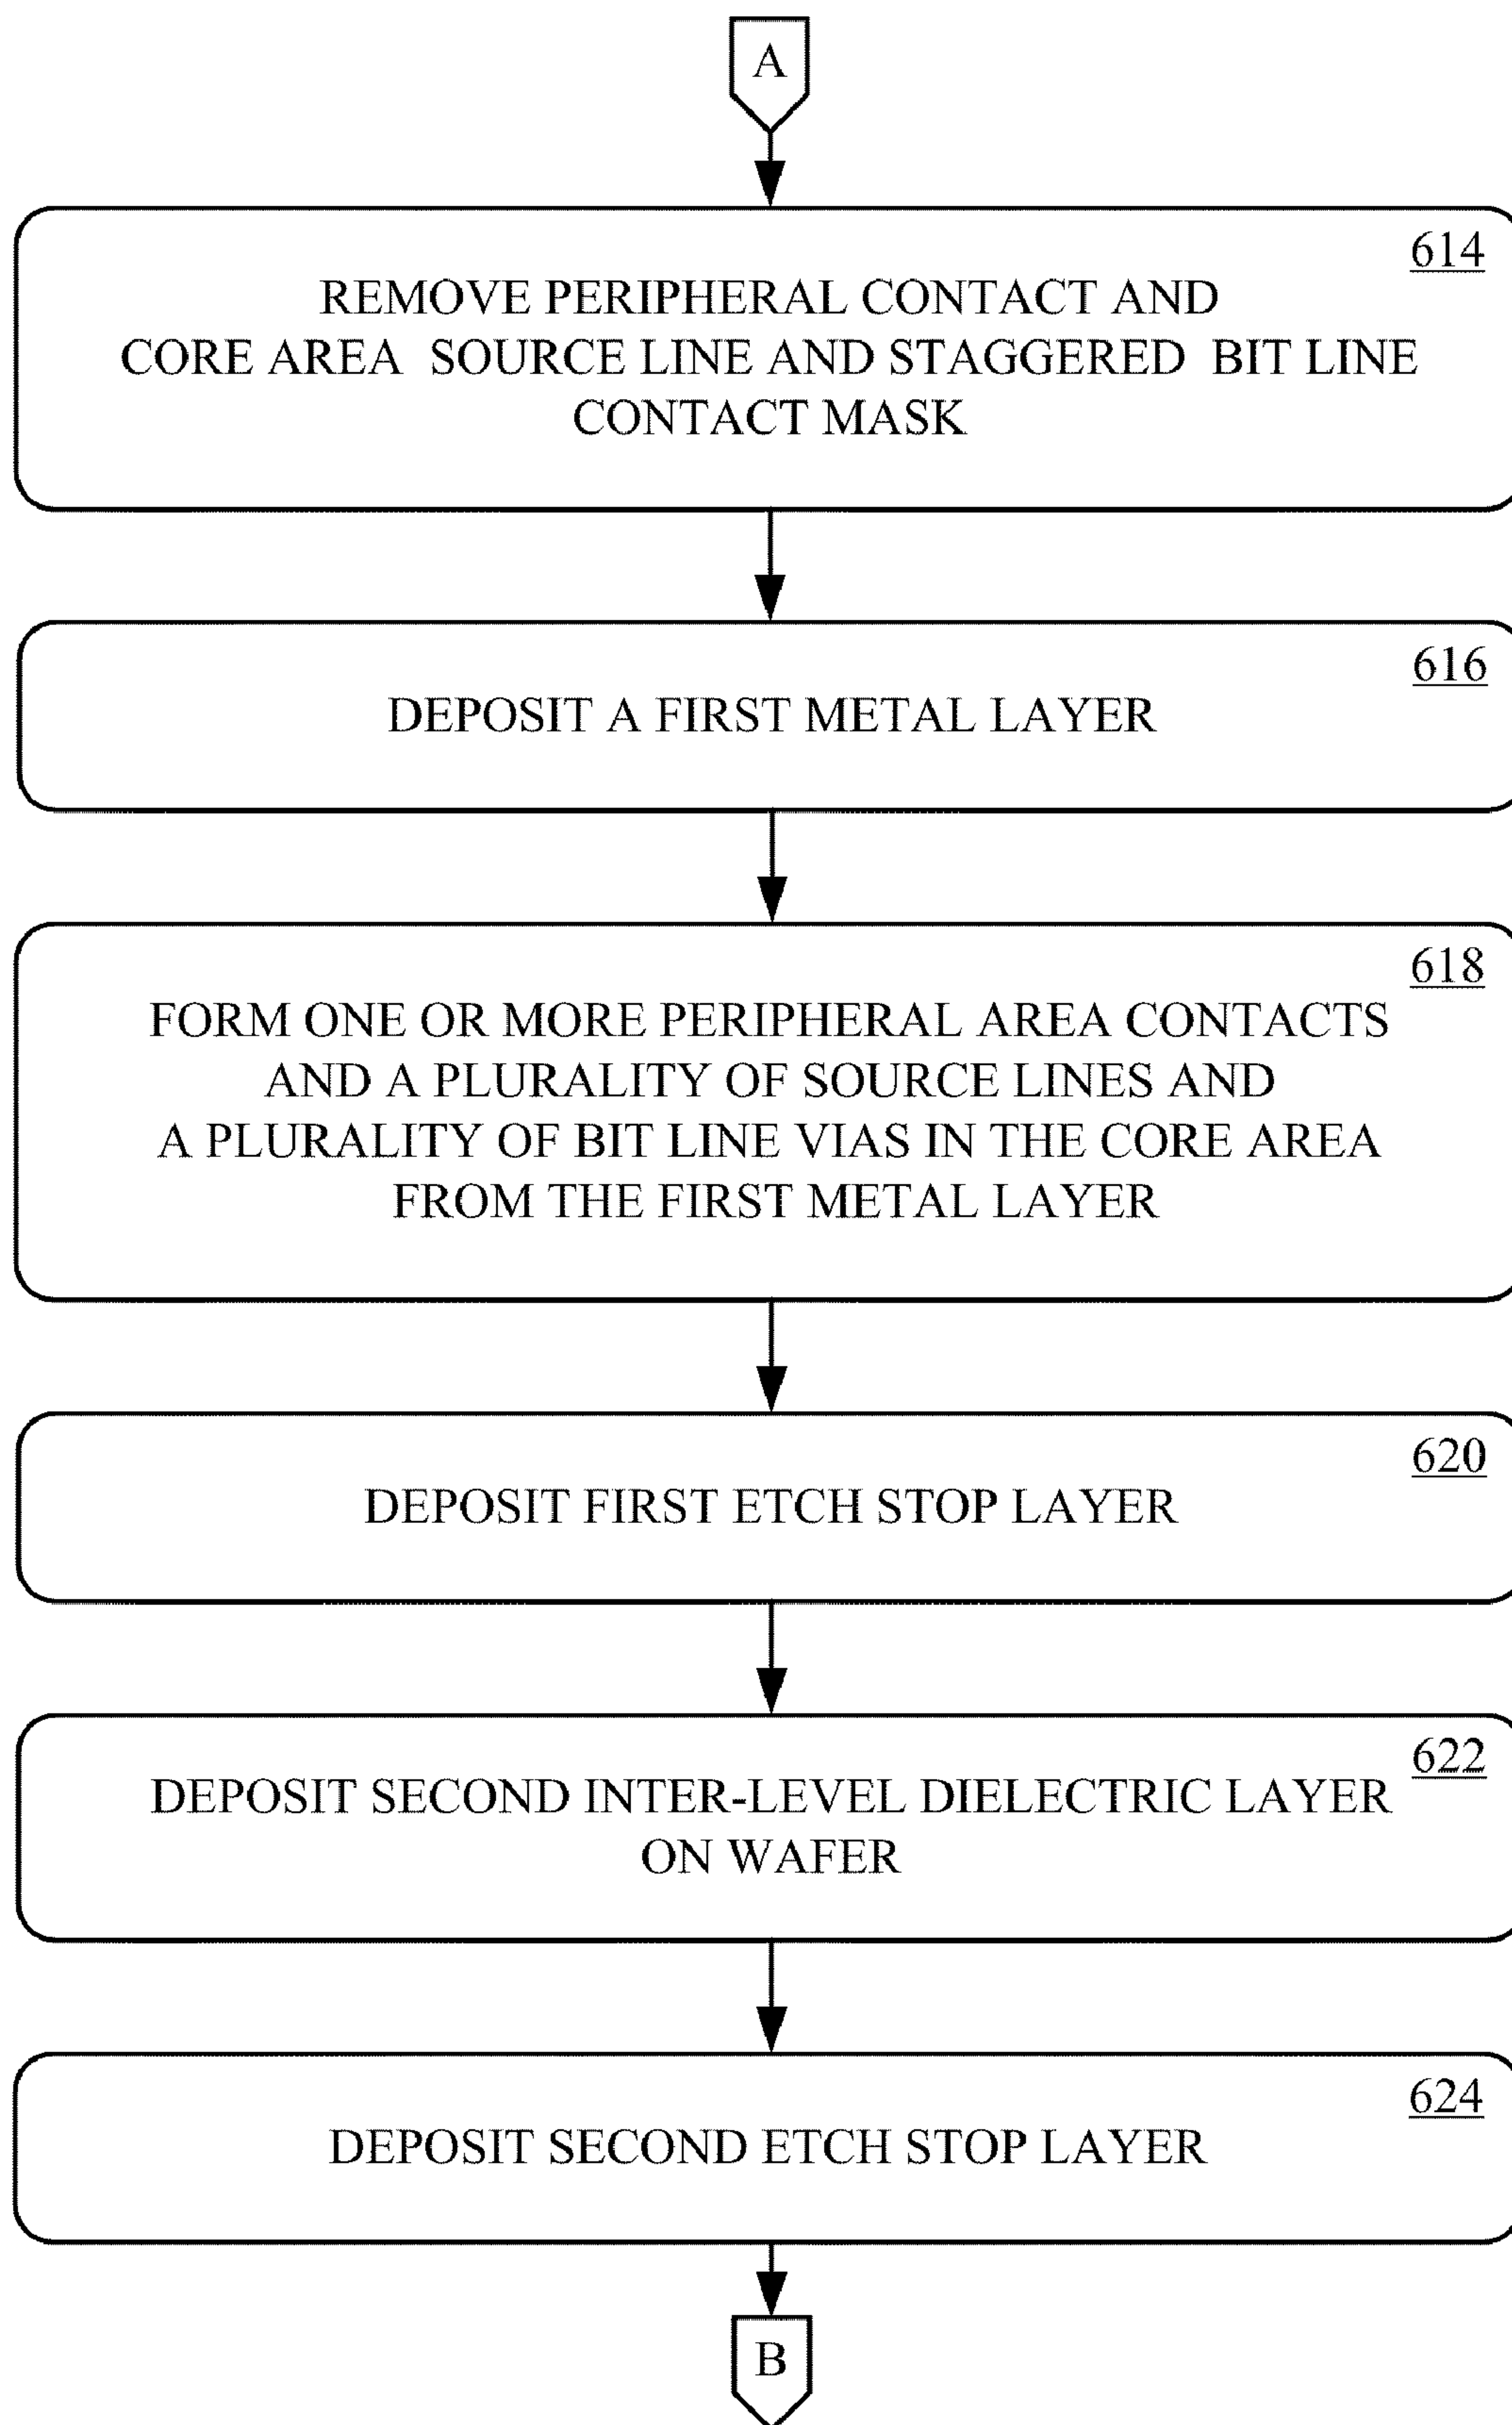 A
614
REMOVE PERIPHERAL CONTACT AND
CORE AREA SOURCE LINE AND STAGGERED BIT LINE
CONTACT MASK
616
DEPOSIT A FIRST METAL LAYER
618
FORM ONE OR MORE PERIPHERAL AREA CONTACTS
AND A PLURALITY OF SOURCE LINES AND
A PLURALITY OF BIT LINE VIAS IN THE CORE AREA
FROM THE FIRST METAL LAYER
620
DEPOSIT FIRST ETCH STOP LAYER
622
DEPOSIT SECOND INTER-LEVEL DIELECTRIC LAYER
ON WAFER
624
DEPOSIT SECOND ETCH STOP LAYER
B